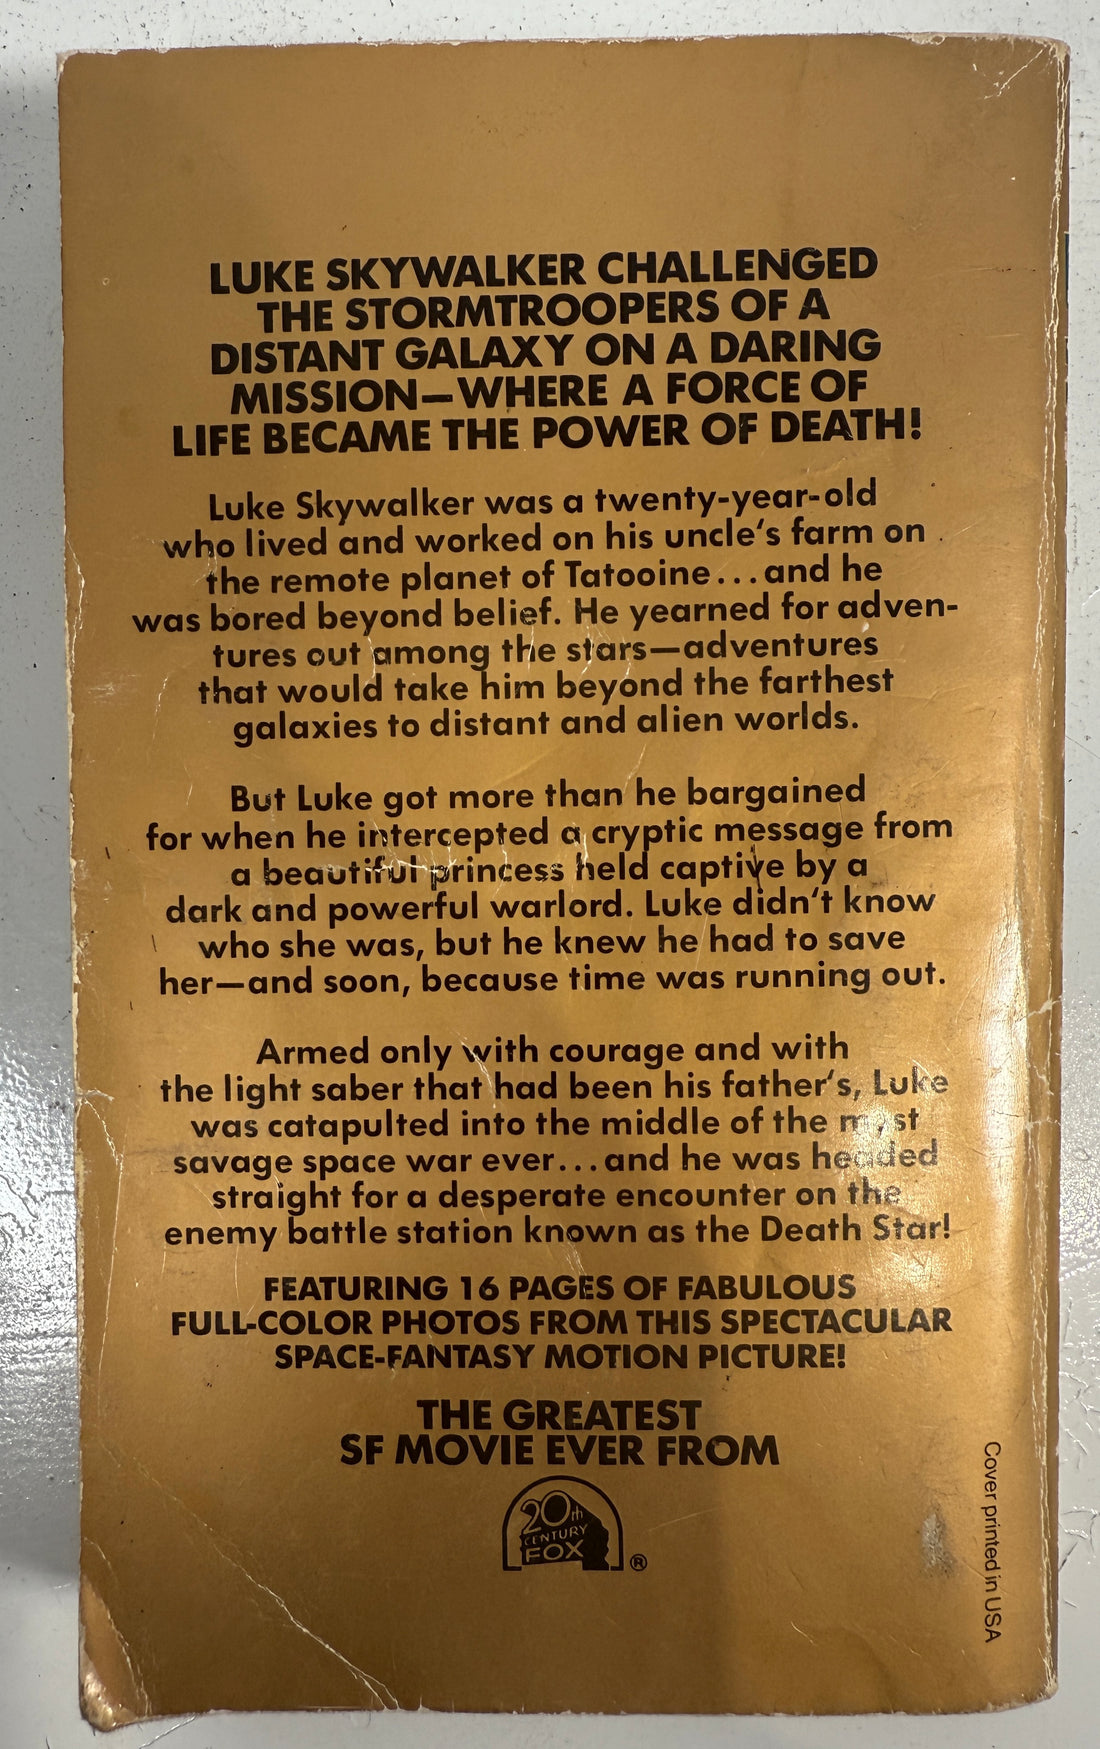 LUKE SKYWALKER CHALLENGED
THE STORMTROOPERS OF A
DISTANT GALAXY ON A DARING
MISSION—WHERE A FORCE OF
LIFE BECAME THE POWER OF DEATH!
Luke Skywalker was a twenty-year-old
who lived and worked on his uncle's farm on
the remote planet of Tatooine...and he
was bored beyond belief. He yearned for adven-
tures out among the stars—adventures
that would take him beyond the farthest
galaxies to distant and alien worlds.
But Luke got more than he bargained
for when he intercepted a cryptic message from
a beautiful princess held captive by a
dark and powerful warlord. Luke didn't know
who she was, but he knew he had to save
her—and soon, because time was running out.
Armed only with courage and with
the light saber that had been his father's, Luke
was catapulted into the middle of the most
savage space war ever...and he was headed
straight for a desperate encounter on the
enemy battle station known as the Death Star!
FEATURING 16 PAGES OF FABULOUS
FULL-COLOR PHOTOS FROM THIS SPECTACULAR
SPACE-FANTASY MOTION PICTURE!
THE GREATEST
SF MOVIE EVER FROM
20th
CENTURY
FOX ®
Cover printed in USA